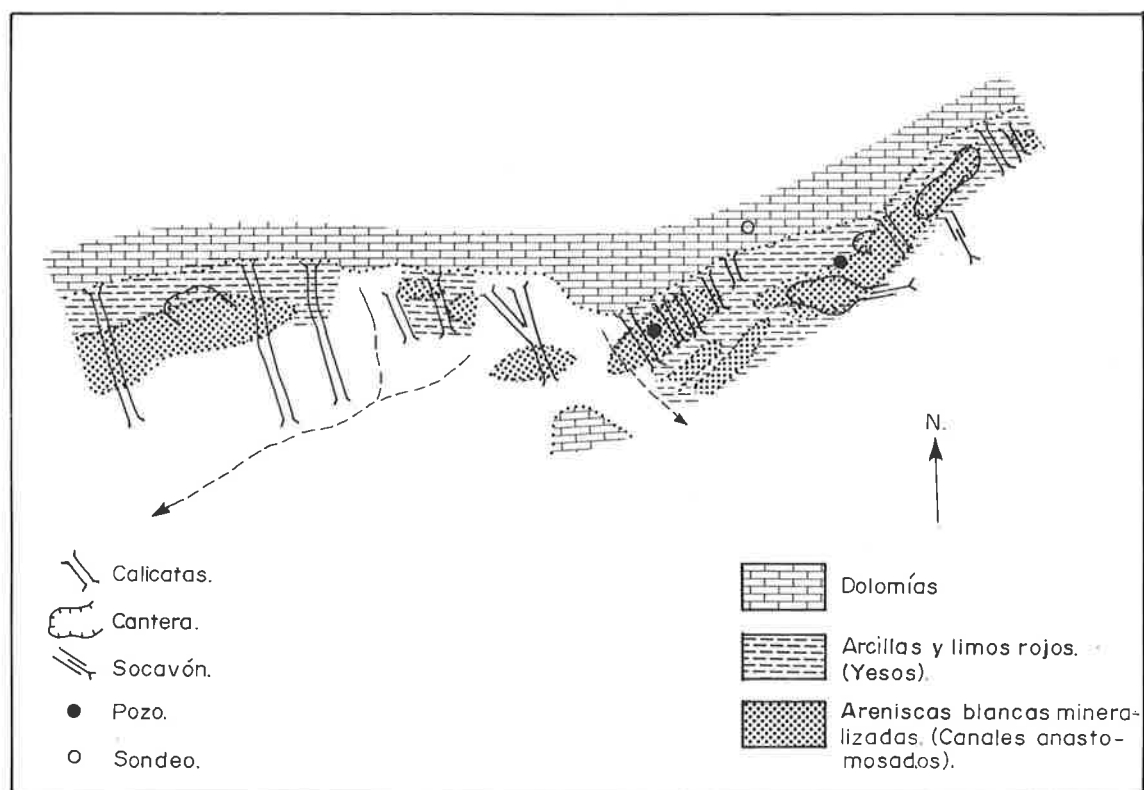 N.
Calicatas.
Cantera.
Socavón.
Pozo.
Sondeo.
Dolomías
Arcillas y limos rojos.
(Yesos).
Areniscas blancas minera-
lizadas. (Canales anasto-
mosados).